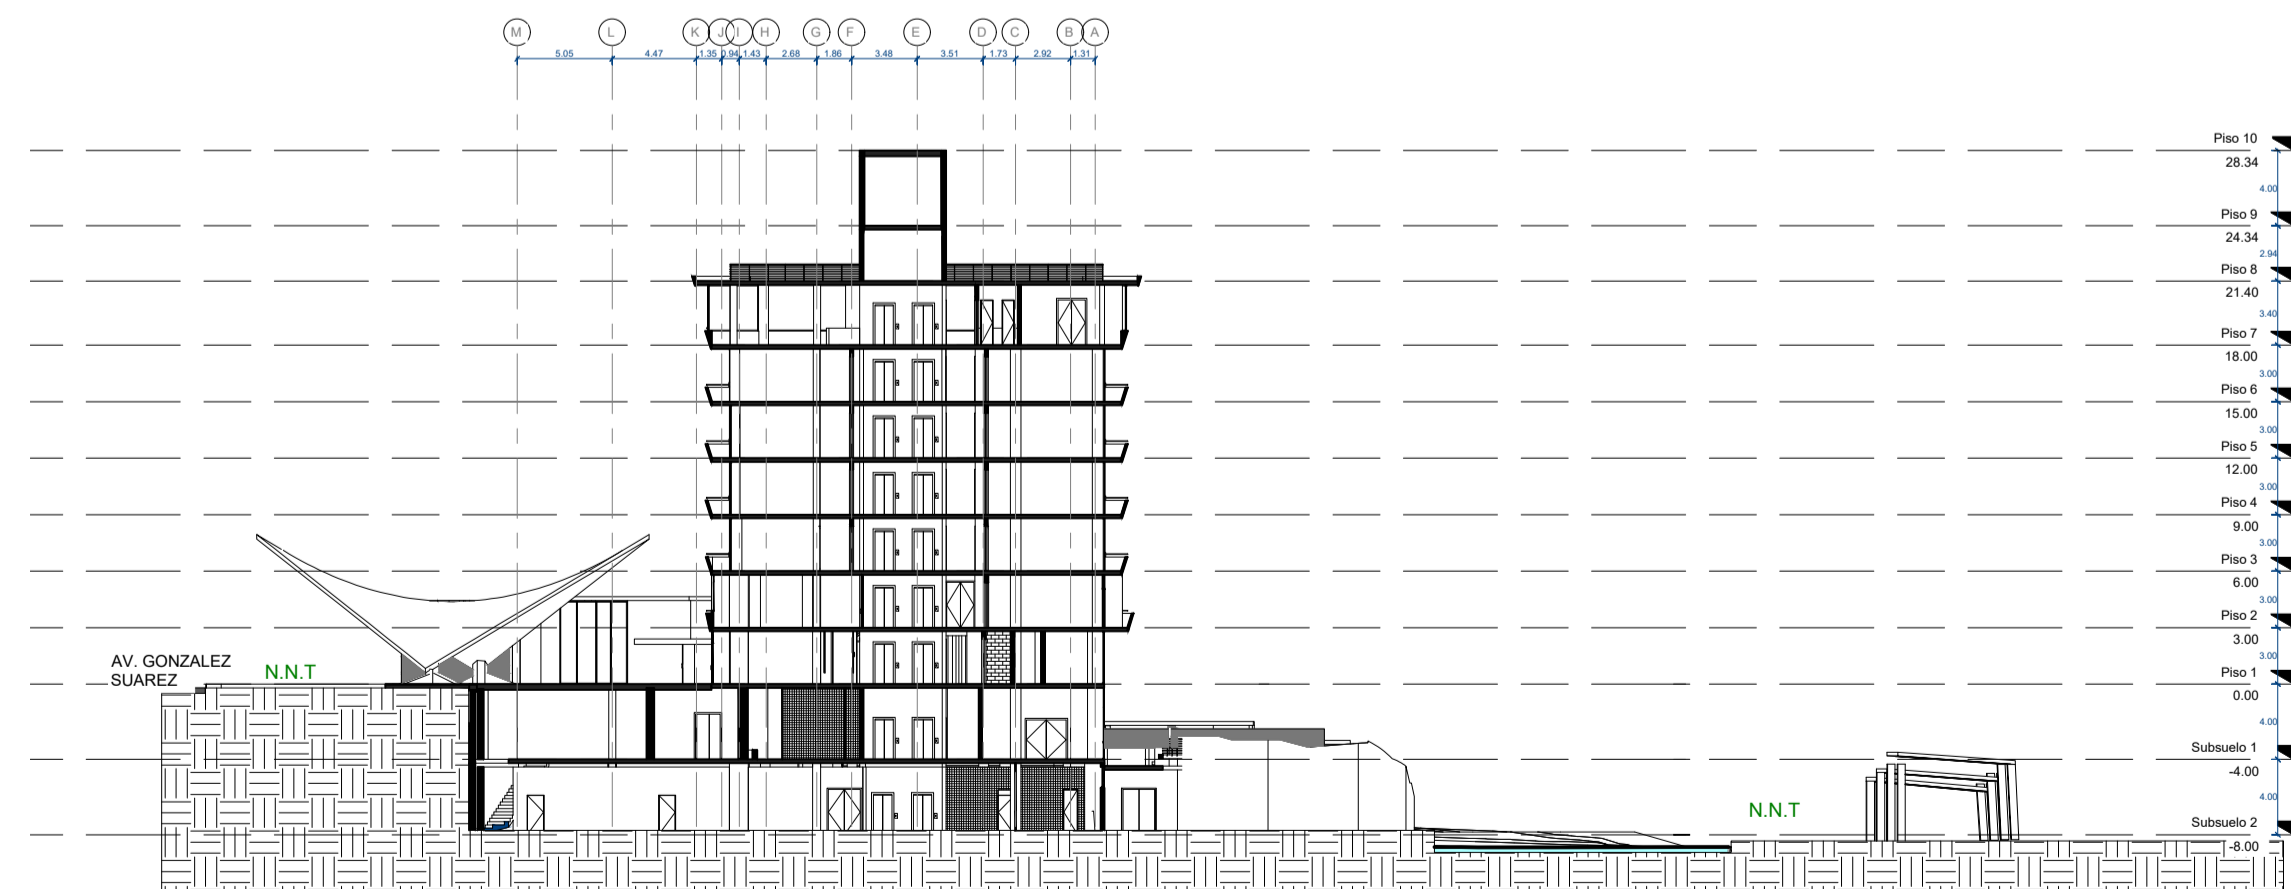 M L K J I H G F E D C B A
5.05 4.47 1.35 0.94 1.43 2.68 1.86 3.48 3.51 1.73 2.92 1.31
Piso 10
28.34
4.00
Piso 9
24.34
2.94
Piso 8
21.40
3.40
Piso 7
18.00
3.00
Piso 6
15.00
3.00
Piso 5
12.00
3.00
Piso 4
9.00
3.00
Piso 3
6.00
3.00
Piso 2
3.00
3.00
AV. GONZALEZ
SUAREZ
N.N.T
Piso 1
0.00
4.00
Subsuelo 1
-4.00
4.00
N.N.T
Subsuelo 2
-8.00